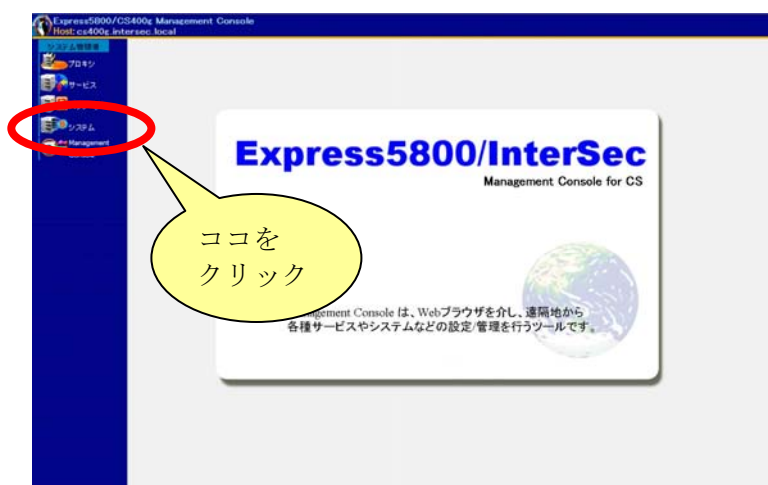 Express5800/CS400g Management Console
Host: cs400g.intersec.local
システム管理者
プロキシ
サービス
システム
Management
Express5800/InterSec
Management Console for CS
ココを
クリック
Console は、Webブラウザを介し、遠隔地から
各種サービスやシステムなどの設定/管理を行うツールです。